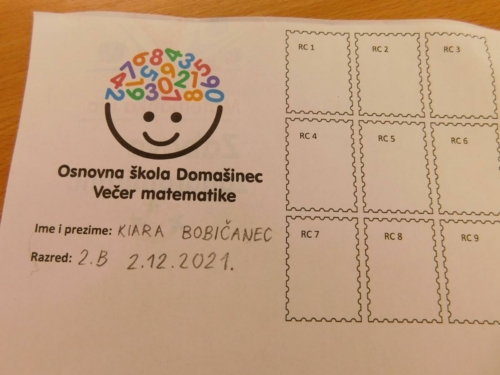 RC 1
RC 2
RC 3
RC 4
RC 5
RC 6
RC 7
RC 8
RC 9
Osnovna škola Domašinec
Večer matematike
Ime i prezime: KIARA BOBIČANEC
Razred: 2.B 2.12.2021.